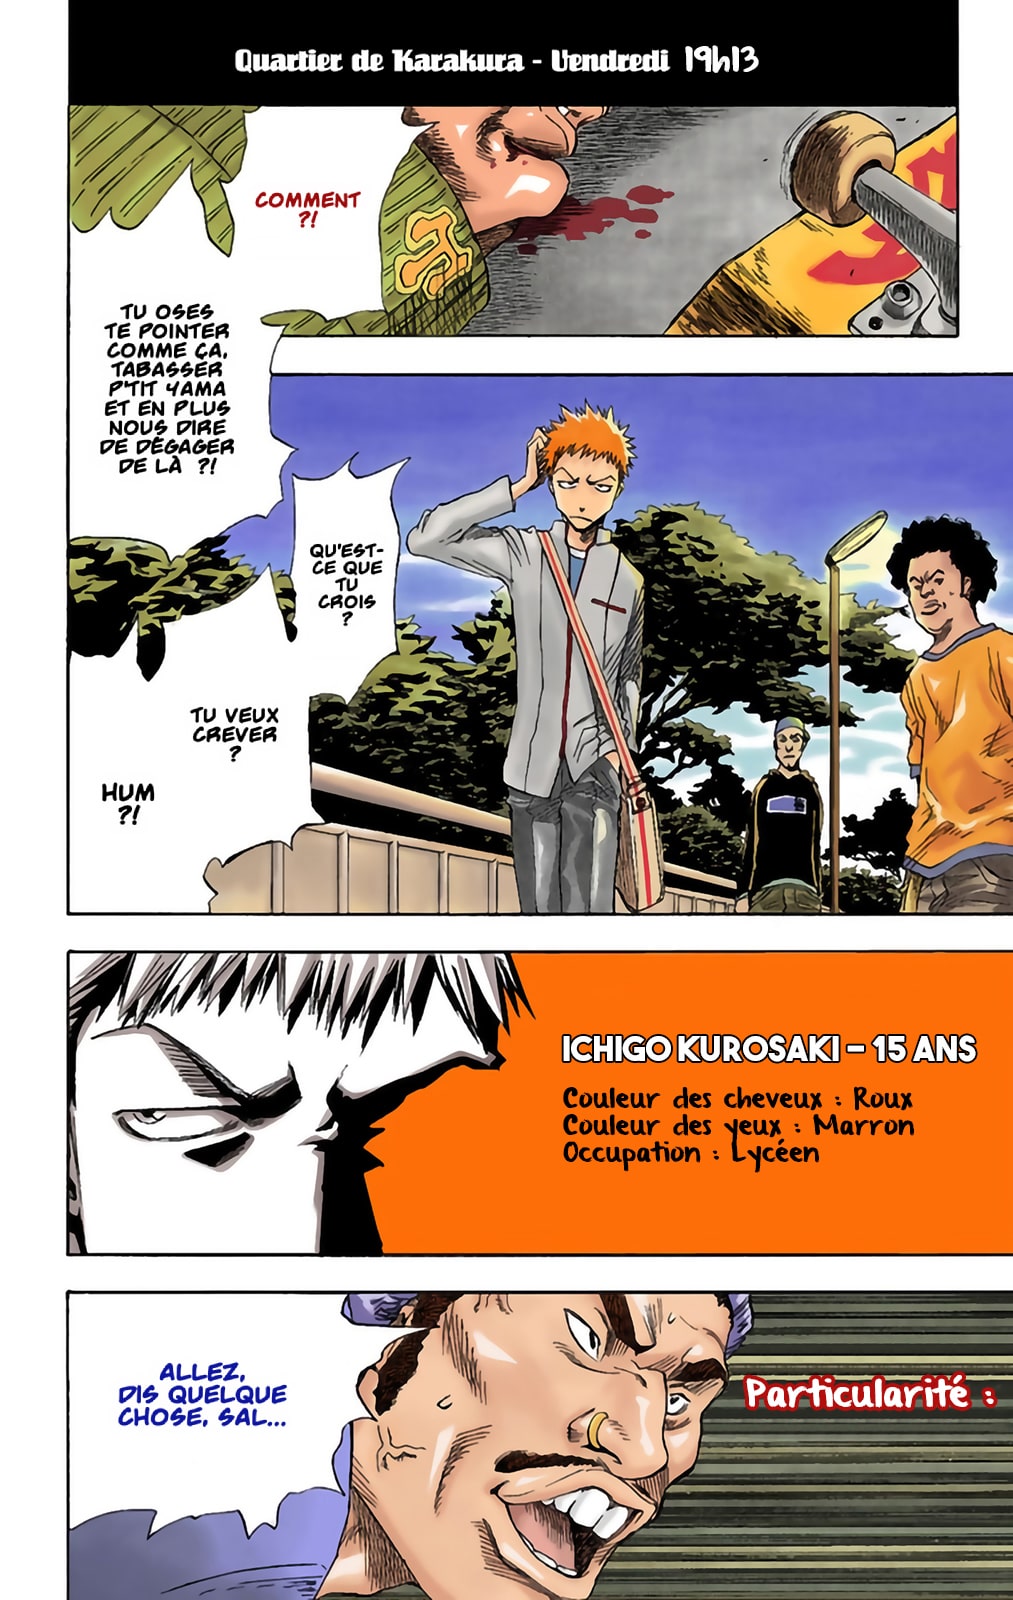 Quartier de Karakura - Vendredi 19h13
COMMENT
?!
TU OSES
TE POINTER
COMME ÇA,
TABASSER
P'TIT YAMA
ET EN PLUS
NOUS DIRE
DE DÉGAGER
DE LÀ ?!
QU'EST-
CE QUE
TU
CROIS
?
TU VEUX
CREVER
?
HUM
?!
ICHIGO KUROSAKI – 15 ANS
Couleur des cheveux : Roux
Couleur des yeux : Marron
Occupation : Lycéen
ALLEZ,
DIS QUELQUE
CHOSE, SAL...
Particularité :